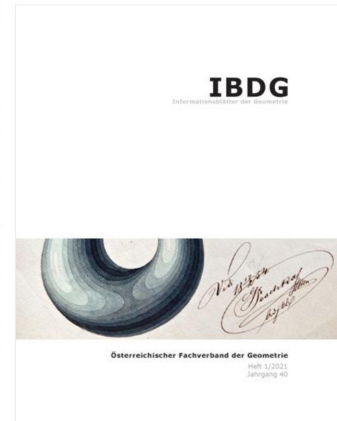 IBDG
Informationsblätter der Geometrie
Österreichischer Fachverband der Geometrie
Heft 1/2021
Jahrgang 40